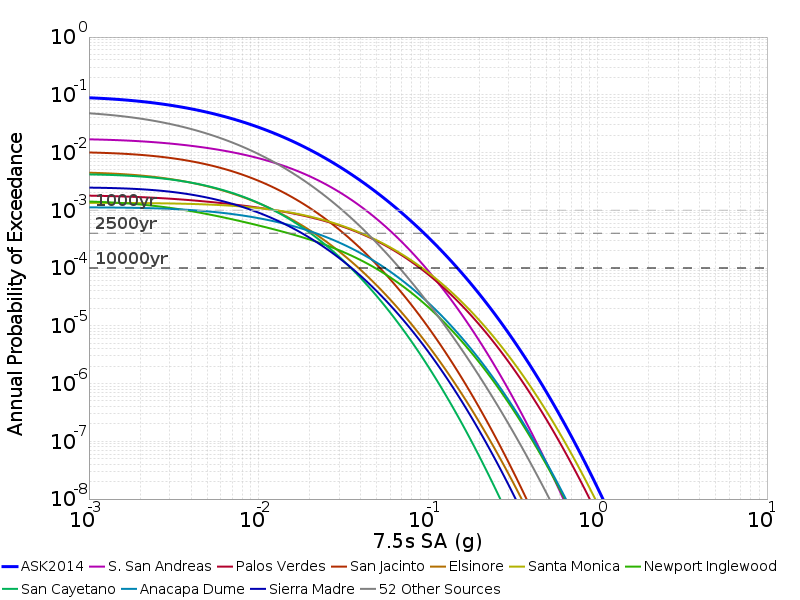 10^0
10^-1
10^-2
10^-3
10^-4
10^-5
10^-6
10^-7
10^-8
Annual Probability of Exceedance
1000yr
2500yr
10000yr
10^-3 10^-2 10^-1 10^0 10^1
7.5s SA (g)
ASK2014 S. San Andreas Palos Verdes San Jacinto Elsinore Santa Monica Newport Inglewood
San Cayetano Anacapa Dume Sierra Madre 52 Other Sources